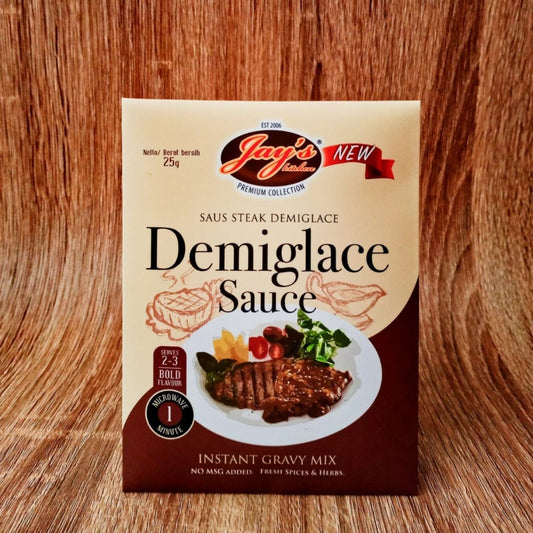 EST 2006
Jay's
kitchen
®
PREMIUM COLLECTION
NEW
Netto/ Berat bersih
25g
SAUS STEAK DEMIGLACE
Demiglace
Sauce
SERVES
2-3
BOLD
FLAVOUR
MICROWAVE
1
MINUTE
INSTANT GRAVY MIX
NO MSG ADDED. FRESH SPICES & HERBS.